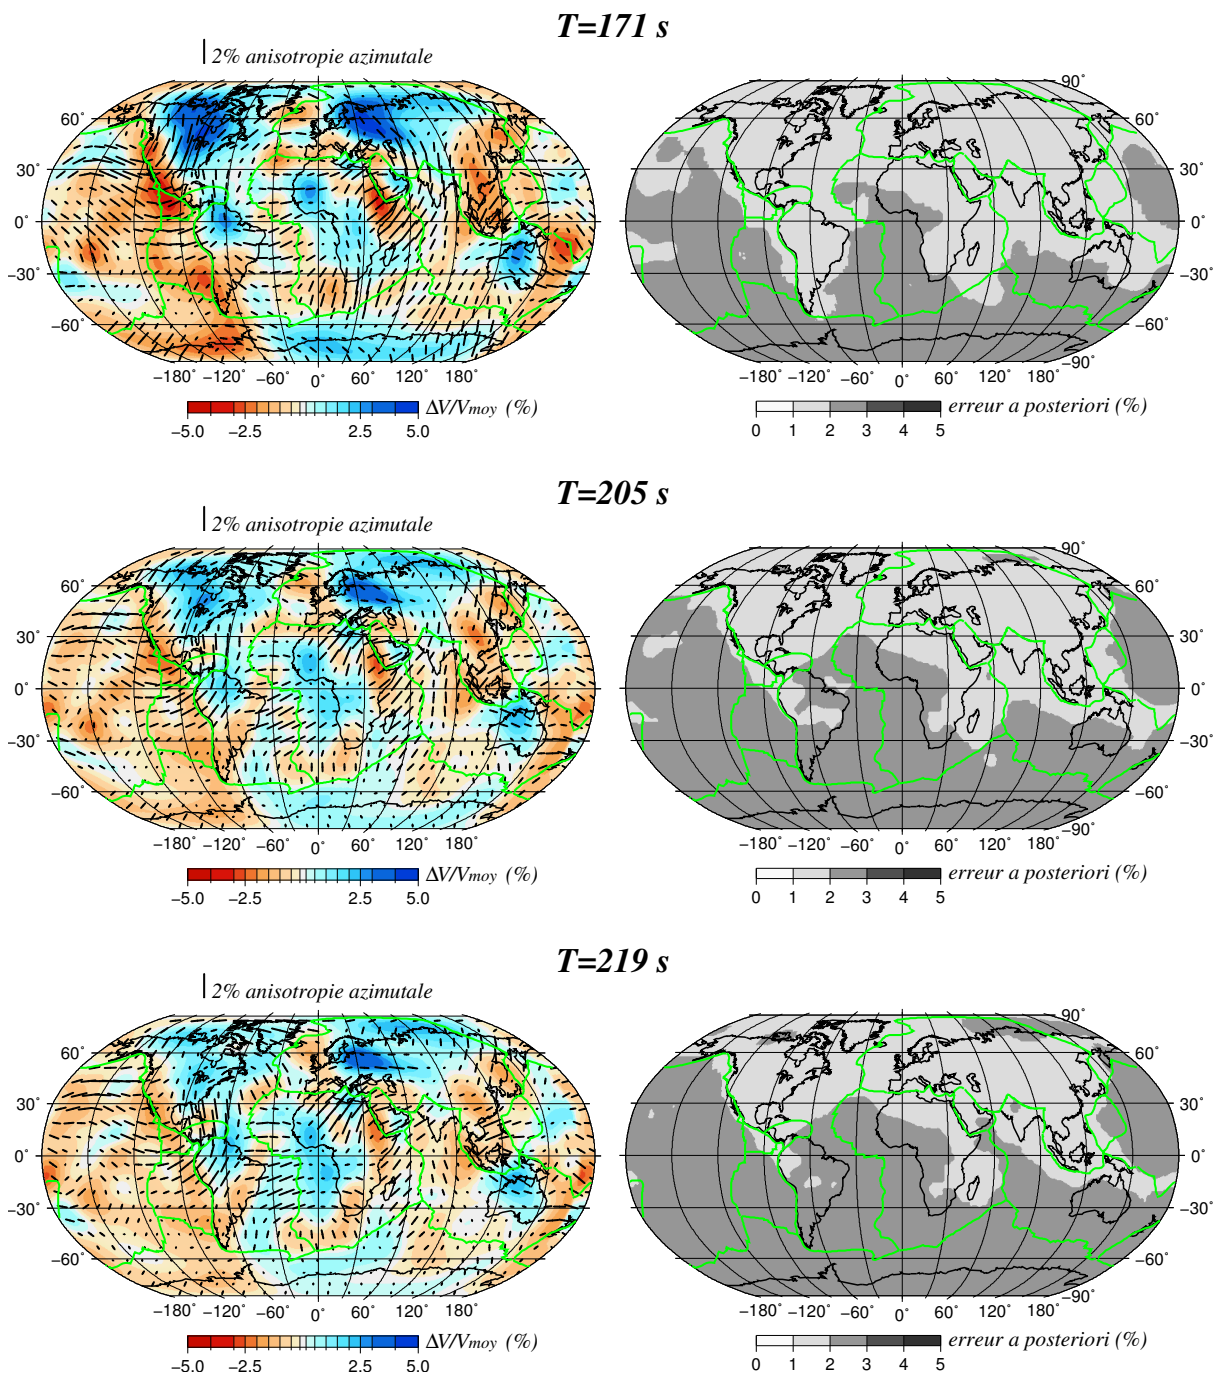 T=171 s
2% anisotropie azimutale
90˚
60˚ 60˚
30˚ 30˚
0˚ 0˚
−30˚ −30˚
−60˚ −60˚
−90˚
−180 −120˚ −60˚ 0˚ 60˚ 120˚ 180˚
−180˚ −120˚ −60˚ 0˚ 60˚ 120˚ 180˚
ΔV/Vmoy (%)
−5.0 −2.5 2.5 5.0
erreur a posteriori (%)
0 1 2 3 4 5
T=205 s
2% anisotropie azimutale
90˚
60˚ 60˚
30˚ 30˚
0˚ 0˚
−30˚ −30˚
−60˚ −60˚
−90˚
−180˚ −120˚ −60˚ 0˚ 60˚ 120˚ 180˚
−180˚ −120˚ −60˚ 0˚ 60˚ 120˚ 180˚
ΔV/Vmoy (%)
−5.0 −2.5 2.5 5.0
erreur a posteriori (%)
0 1 2 3 4 5
T=219 s
2% anisotropie azimutale
90˚
60˚ 60˚
30˚ 30˚
0˚ 0˚
−30˚ −30˚
−60˚ −60˚
−90˚
−180˚ −120˚ −60˚ 0˚ 60˚ 120˚ 180˚
−180˚ −120˚ −60˚ 0˚ 60˚ 120˚ 180˚
ΔV/Vmoy (%)
−5.0 −2.5 2.5 5.0
erreur a posteriori (%)
0 1 2 3 4 5